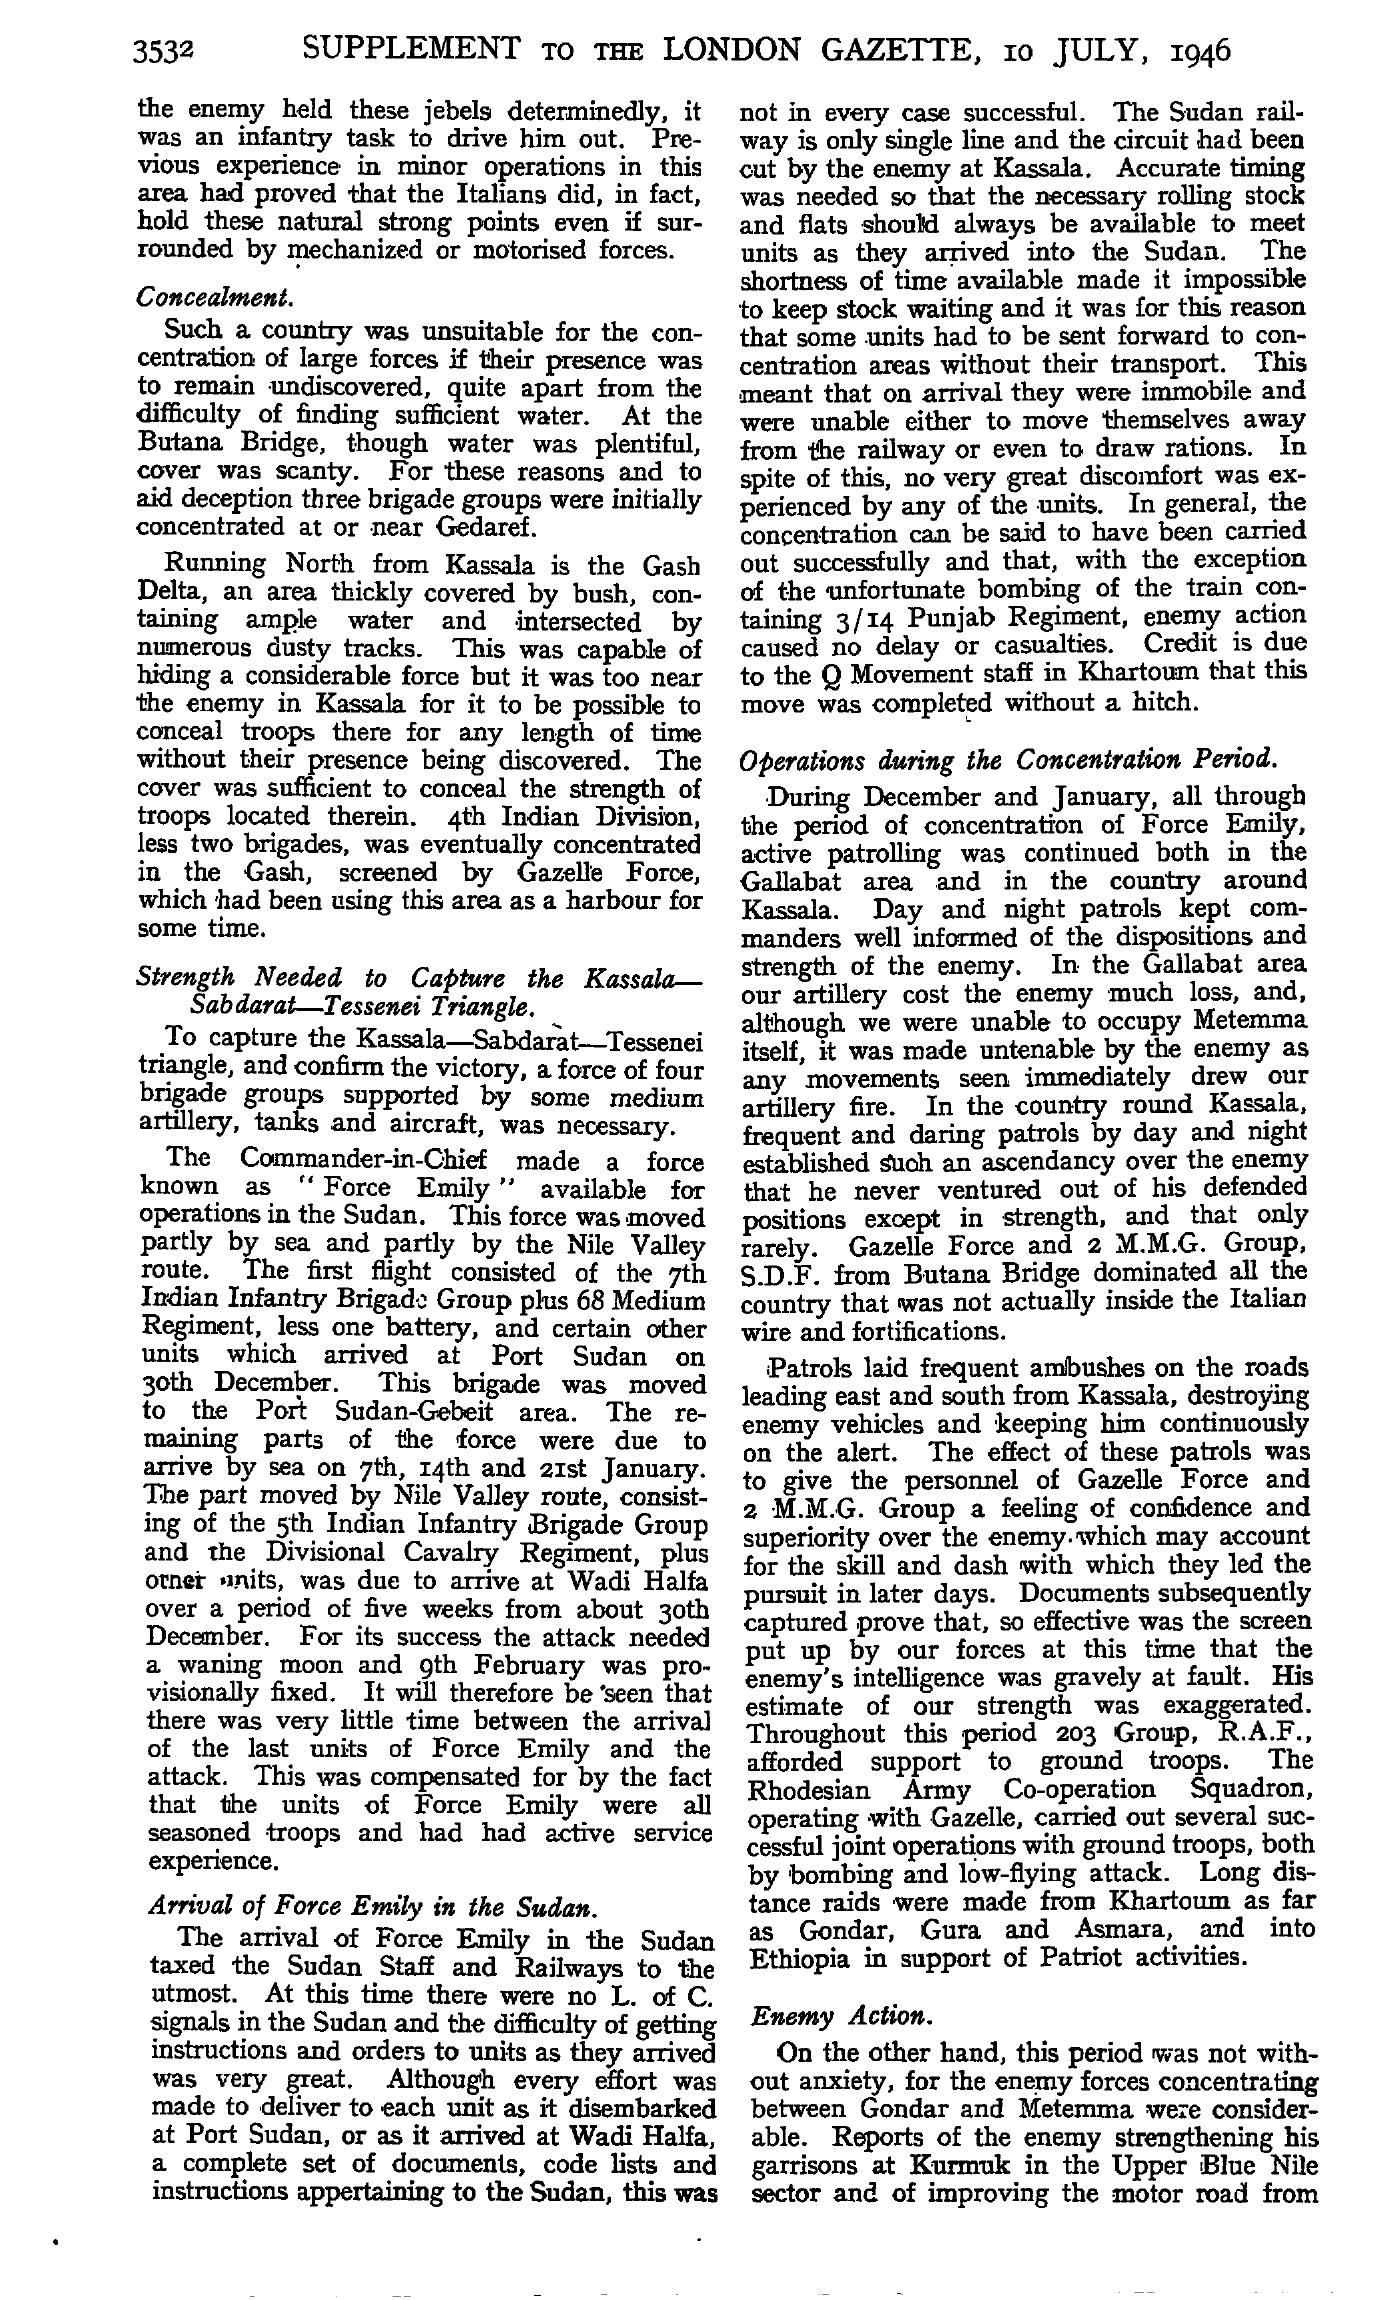 3532 SUPPLEMENT TO THE LONDON GAZETTE, 10 JULY, 1946
the enemy held these jebels determinedly, it
was an infantry task to drive him out. Pre-
vious experience in minor operations in this
area had proved that the Italians did, in fact,
hold these natural strong points even if sur-
rounded by mechanized or motorised forces.
Concealment.
Such a country was unsuitable for the con-
centration of large forces if their presence was
to remain undiscovered, quite apart from the
difficulty of finding sufficient water. At the
Butana Bridge, though water was plentiful,
cover was scanty. For these reasons and to
aid deception three brigade groups were initially
concentrated at or near Gedaref.
Running North from Kassala is the Gash
Delta, an area thickly covered by bush, con-
taining ample water and intersected by
numerous dusty tracks. This was capable of
hiding a considerable force but it was too near
the enemy in Kassala for it to be possible to
conceal troops there for any length of time
without their presence being discovered. The
cover was sufficient to conceal the strength of
troops located therein. 4th Indian Division,
less two brigades, was eventually concentrated
in the Gash, screened by Gazelle Force,
which had been using this area as a harbour for
some time.
Strength Needed to Capture the Kassala—
Sabdarat—Tessenei Triangle.
To capture the Kassala—Sabdarat—Tessenei
triangle, and confirm the victory, a force of four
brigade groups supported by some medium
artillery, tanks and aircraft, was necessary.
The Commander-in-Chief made a force
known as “ Force Emily ” available for
operations in the Sudan. This force was moved
partly by sea and partly by the Nile Valley
route. The first flight consisted of the 7th
Indian Infantry Brigade Group plus 68 Medium
Regiment, less one battery, and certain other
units which arrived at Port Sudan on
30th December. This brigade was moved
to the Port Sudan-Gebeit area. The re-
maining parts of the force were due to
arrive by sea on 7th, 14th and 21st January.
The part moved by Nile Valley route, consist-
ing of the 5th Indian Infantry Brigade Group
and the Divisional Cavalry Regiment, plus
other units, was due to arrive at Wadi Halfa
over a period of five weeks from about 30th
December. For its success the attack needed
a waning moon and 9th February was pro-
visionally fixed. It will therefore be seen that
there was very little time between the arrival
of the last units of Force Emily and the
attack. This was compensated for by the fact
that the units of Force Emily were all
seasoned troops and had had active service
experience.
Arrival of Force Emily in the Sudan.
The arrival of Force Emily in the Sudan
taxed the Sudan Staff and Railways to the
utmost. At this time there were no L. of C.
signals in the Sudan and the difficulty of getting
instructions and orders to units as they arrived
was very great. Although every effort was
made to deliver to each unit as it disembarked
at Port Sudan, or as it arrived at Wadi Halfa,
a complete set of documents, code lists and
instructions appertaining to the Sudan, this was
not in every case successful. The Sudan rail-
way is only single line and the circuit had been
cut by the enemy at Kassala. Accurate timing
was needed so that the necessary rolling stock
and flats should always be available to meet
units as they arrived into the Sudan. The
shortness of time available made it impossible
to keep stock waiting and it was for this reason
that some units had to be sent forward to con-
centration areas without their transport. This
meant that on arrival they were immobile and
were unable either to move themselves away
from the railway or even to draw rations. In
spite of this, no very great discomfort was ex-
perienced by any of the units. In general, the
concentration can be said to have been carried
out successfully and that, with the exception
of the unfortunate bombing of the train con-
taining 3/14 Punjab Regiment, enemy action
caused no delay or casualties. Credit is due
to the Q Movement staff in Khartoum that this
move was completed without a hitch.
Operations during the Concentration Period.
During December and January, all through
the period of concentration of Force Emily,
active patrolling was continued both in the
Gallabat area and in the country around
Kassala. Day and night patrols kept com-
manders well informed of the dispositions and
strength of the enemy. In the Gallabat area
our artillery cost the enemy much loss, and,
although we were unable to occupy Metemma
itself, it was made untenable by the enemy as
any movements seen immediately drew our
artillery fire. In the country round Kassala,
frequent and daring patrols by day and night
established such an ascendancy over the enemy
that he never ventured out of his defended
positions except in strength, and that only
rarely. Gazelle Force and 2 M.M.G. Group,
S.D.F. from Butana Bridge dominated all the
country that was not actually inside the Italian
wire and fortifications.
Patrols laid frequent ambushes on the roads
leading east and south from Kassala, destroying
enemy vehicles and keeping him continuously
on the alert. The effect of these patrols was
to give the personnel of Gazelle Force and
2 M.M.G. Group a feeling of confidence and
superiority over the enemy which may account
for the skill and dash with which they led the
pursuit in later days. Documents subsequently
captured prove that, so effective was the screen
put up by our forces at this time that the
enemy's intelligence was gravely at fault. His
estimate of our strength was exaggerated.
Throughout this period 203 Group, R.A.F.,
afforded support to ground troops. The
Rhodesian Army Co-operation Squadron,
operating with Gazelle, carried out several suc-
cessful joint operations with ground troops, both
by bombing and low-flying attack. Long dis-
tance raids were made from Khartoum as far
as Gondar, Gura and Asmara, and into
Ethiopia in support of Patriot activities.
Enemy Action.
On the other hand, this period was not with-
out anxiety, for the enemy forces concentrating
between Gondar and Metemma were consider-
able. Reports of the enemy strengthening his
garrisons at Kurmuk in the Upper Blue Nile
sector and of improving the motor road from